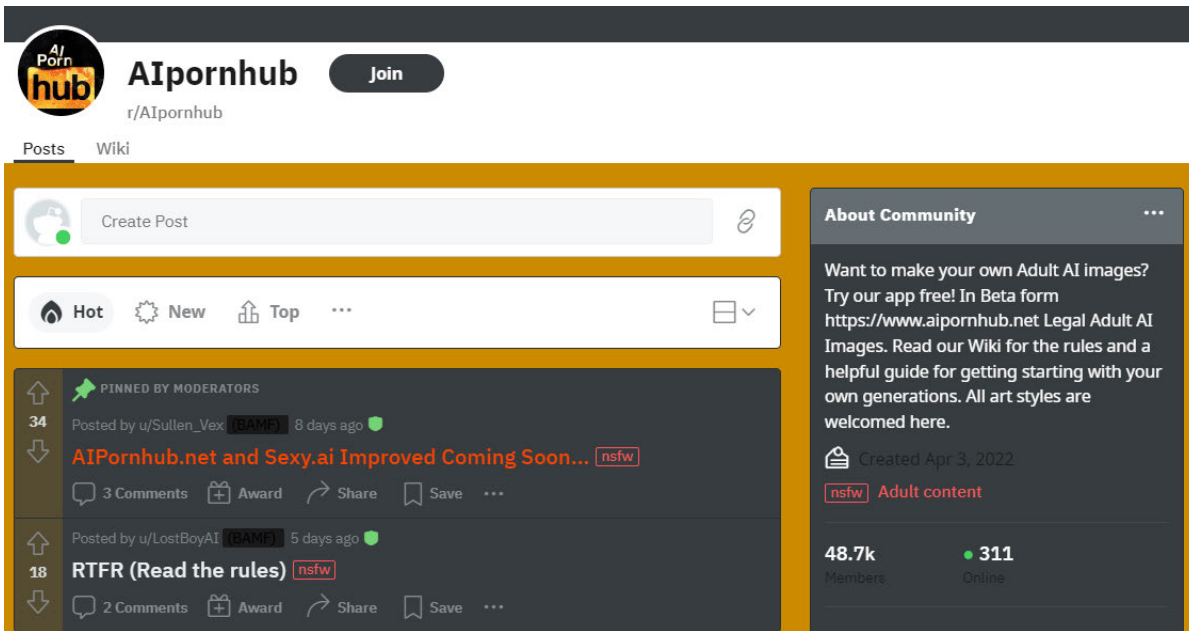 AI
Porn
hub
AIpornhub
Join
r/AIpornhub
Posts Wiki
Create Post
Hot New Top ...
PINNED BY MODERATORS
34
Posted by u/Sullen_Vex (BAMF) 8 days ago
AIPornhub.net and Sexy.ai Improved Coming Soon... nsfw
3 Comments Award Share Save ...
Posted by u/LostBoyAI (BAMF) 5 days ago
18
RTFR (Read the rules) nsfw
2 Comments Award Share Save ...
About Community ...
Want to make your own Adult AI images?
Try our app free! In Beta form
https://www.aipornhub.net Legal Adult AI
Images. Read our Wiki for the rules and a
helpful guide for getting starting with your
own generations. All art styles are
welcomed here.
Created Apr 3, 2022
nsfw Adult content
48.7k 311
Members Online